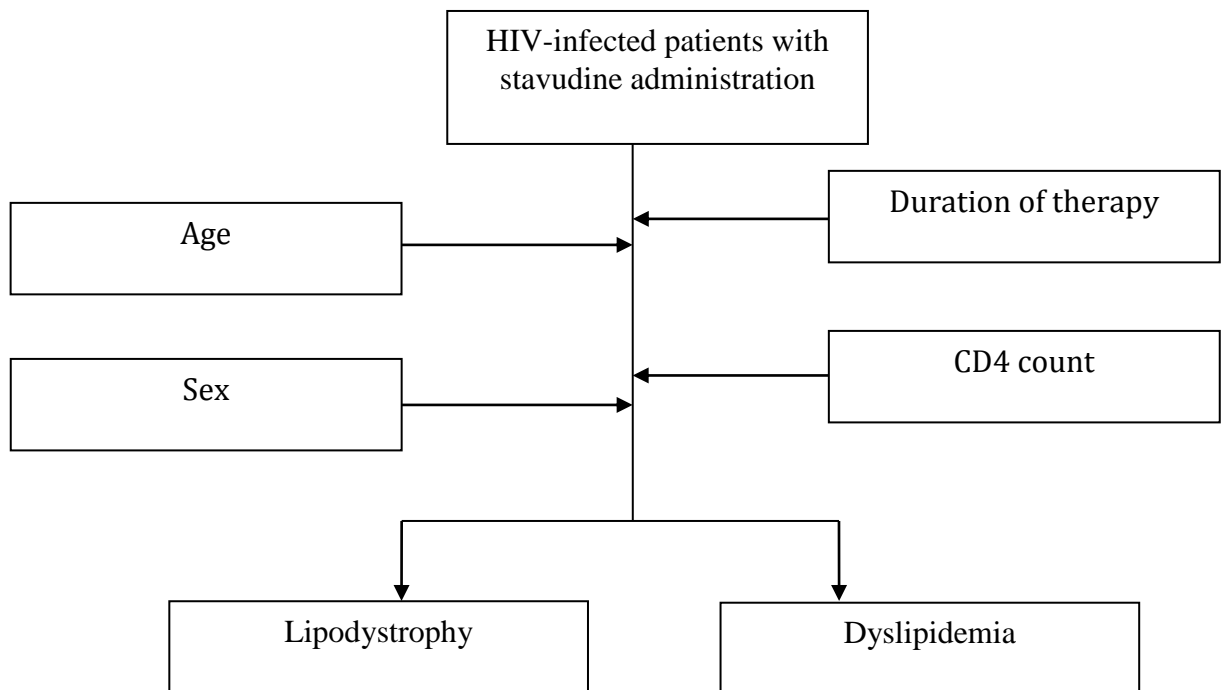 HIV-infected patients with
stavudine administration
Duration of therapy
Age
CD4 count
Sex
Lipodystrophy
Dyslipidemia